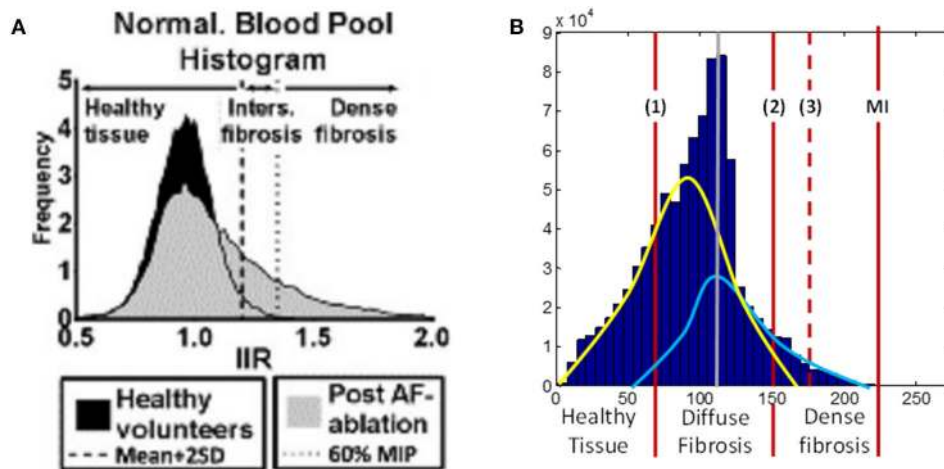 A
Normal. Blood Pool
Histogram
Healthy tissue
Inters. fibrosis
Dense fibrosis
Frequency
5
4
3
2
1
0
0.5 1.0 1.5 2.0
IIR
Healthy volunteers
Mean+2SD
Post AF-ablation
60% MIP
B
x 10^4
9
8
7
6
5
4
3
2
1
0
(1) (2) (3) MI
0 50 100 150 200 250
Healthy Tissue
Diffuse Fibrosis
Dense fibrosis